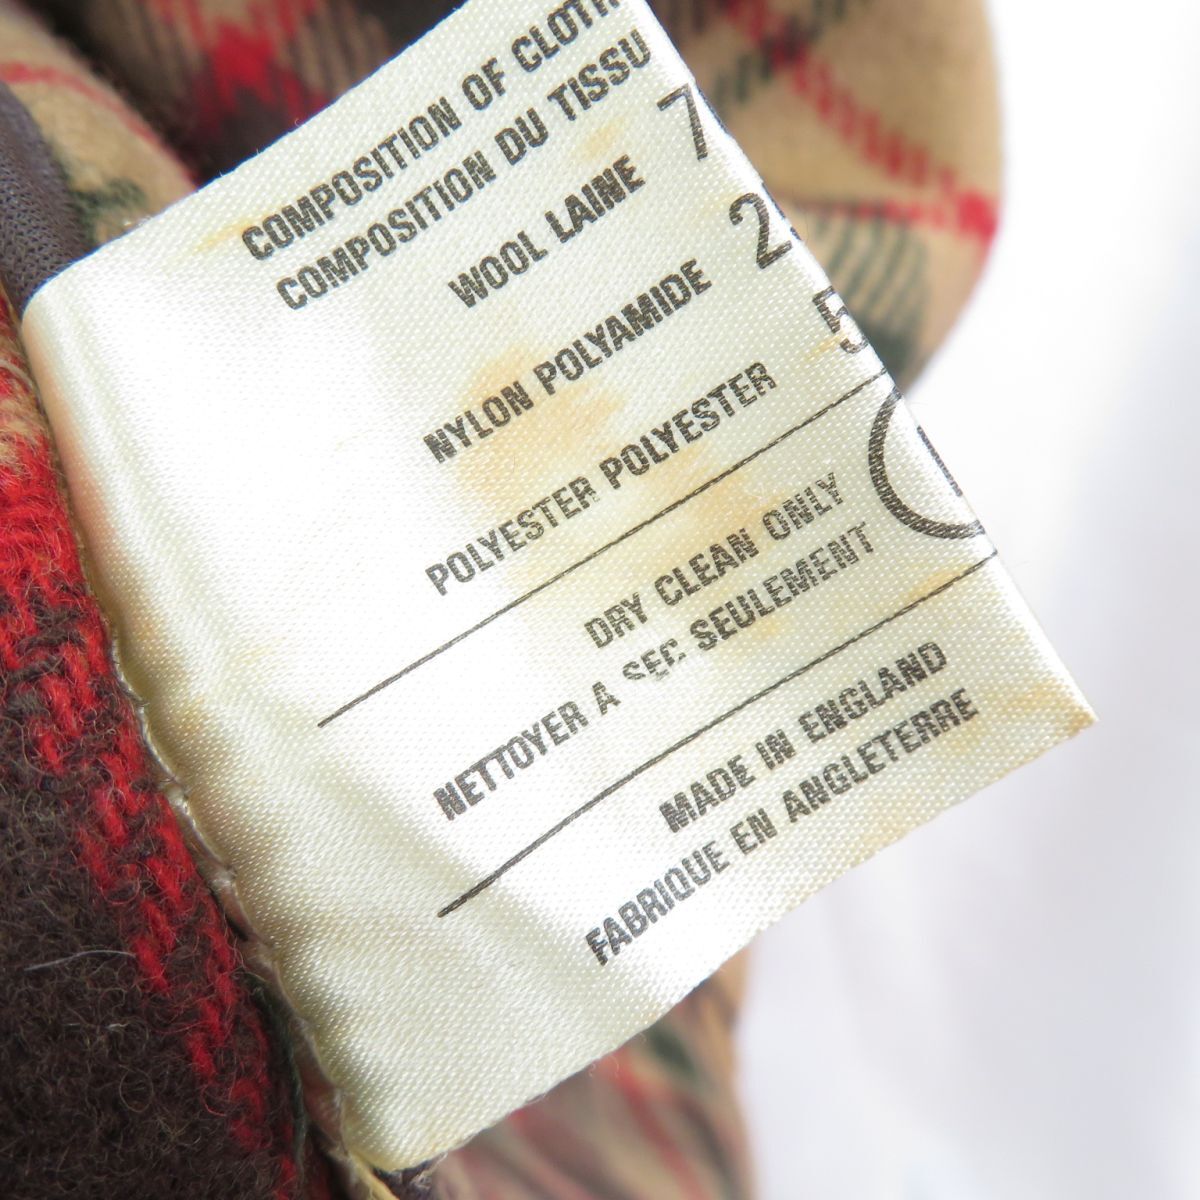 COMPOSITION OF CLOTH
COMPOSITION DU TISSU
WOOL LAINE 7
NYLON POLYAMIDE 2
POLYESTER POLYESTER 5
DRY CLEAN ONLY
NETTOYER A SEC SEULEMENT
MADE IN ENGLAND
FABRIQUE EN ANGLETERRE